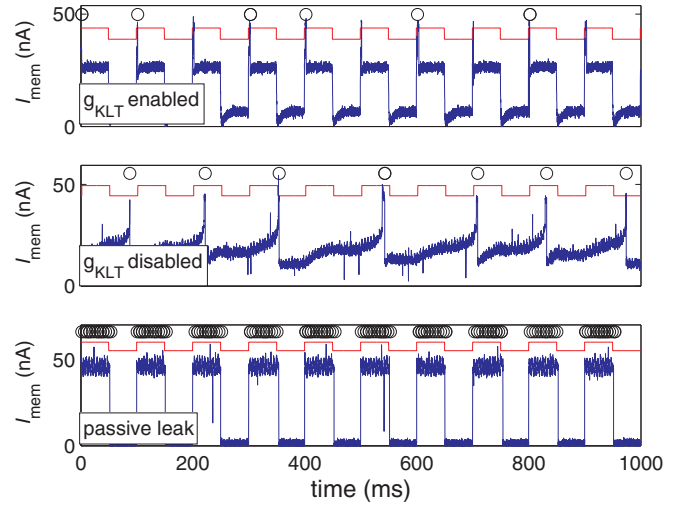 50
I_mem (nA)
g_KLT enabled
0
50
I_mem (nA)
g_KLT disabled
0
50
I_mem (nA)
passive leak
0
0 200 400 600 800 1000
time (ms)